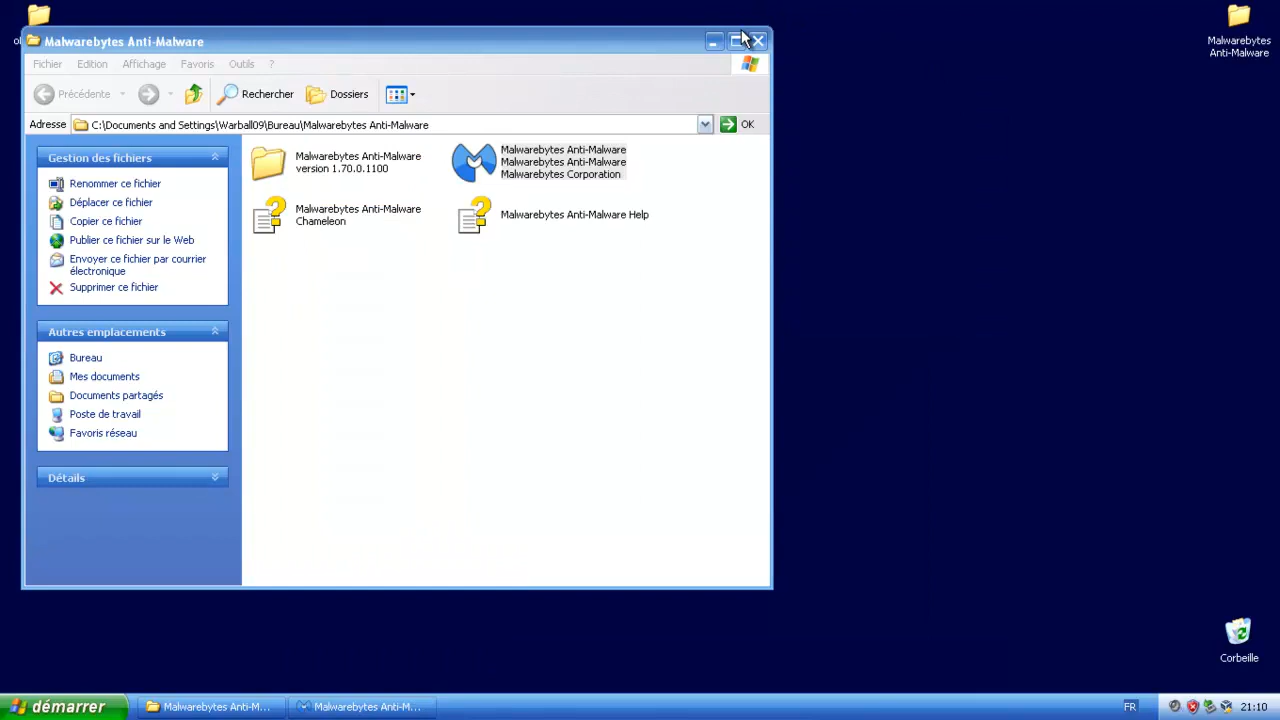 ol
Malwarebytes Anti-Malware
Malwarebytes
Anti-Malware
Fichier Edition Affichage Favoris Outils ?
Précédente Rechercher Dossiers
Adresse C:\Documents and Settings\Warball09\Bureau\Malwarebytes Anti-Malware OK
Gestion des fichiers
Renommer ce fichier
Déplacer ce fichier
Copier ce fichier
Publier ce fichier sur le Web
Envoyer ce fichier par courrier
électronique
Supprimer ce fichier
Autres emplacements
Bureau
Mes documents
Documents partagés
Poste de travail
Favoris réseau
Détails
Malwarebytes Anti-Malware
version 1.70.0.1100
Malwarebytes Anti-Malware
Malwarebytes Anti-Malware
Malwarebytes Corporation
Malwarebytes Anti-Malware
Chameleon
Malwarebytes Anti-Malware Help
Corbeille
démarrer Malwarebytes Anti-M... Malwarebytes Anti-M... FR 21:10